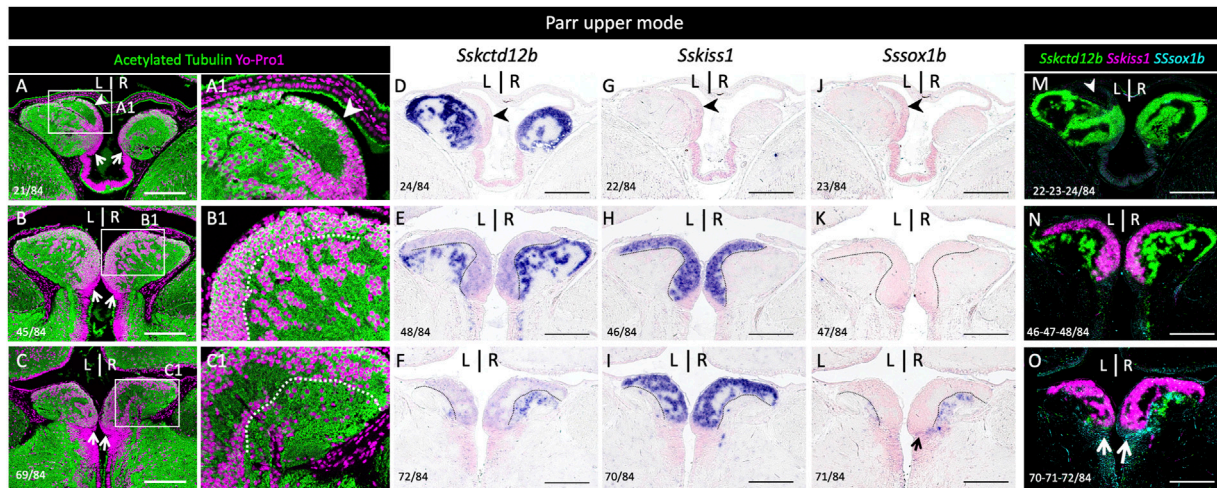 Parr upper mode
Acetylated Tubulin Yo-Pro1
Sskctd12b
Sskiss1
Sssox1b
Sskctd12b Sskiss1 SSsox1b
A L R A1
21/84
A1
D L R
24/84
G L R
22/84
J L R
23/84
M L R
22-23-24/84
B L R B1
45/84
B1
E L R
48/84
H L R
46/84
K L R
47/84
N L R
46-47-48/84
C L R C1
69/84
C1
F L R
72/84
I L R
70/84
L L R
71/84
O L R
70-71-72/84